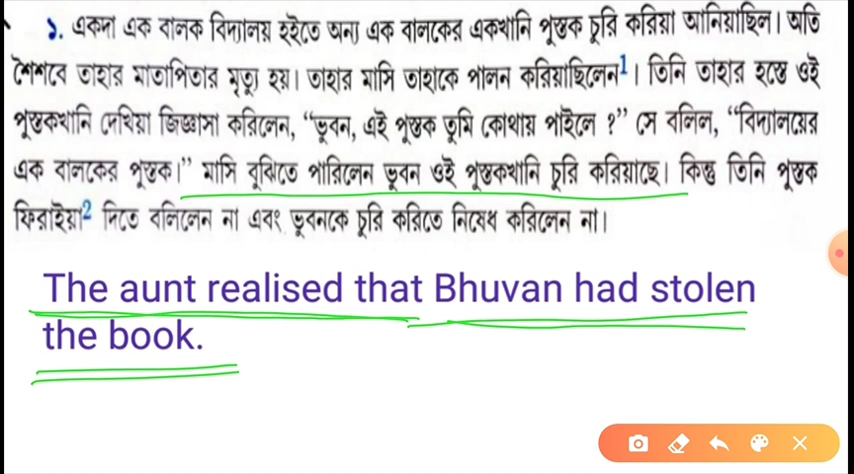 ১. একদা এক বালক বিদ্যালয় হইতে অন্য এক বালকের একখানি পুস্তক চুরি করিয়া আনিয়াছিল। অতি
শৈশবে তাহার মাতাপিতার মৃত্যু হয়। তাহার মাসি তাহাকে পালন করিয়াছিলেন¹। তিনি তাহার হস্তে ওই
পুস্তকখানি দেখিয়া জিজ্ঞাসা করিলেন, “ভুবন, এই পুস্তক তুমি কোথায় পাইলে ?” সে বলিল, “বিদ্যালয়ের
এক বালকের পুস্তক।” মাসি বুঝিতে পারিলেন ভুবন ওই পুস্তকখানি চুরি করিয়াছে। কিন্তু তিনি পুস্তক
ফিরাইয়া² দিতে বলিলেন না এবং ভুবনকে চুরি করিতে নিষেধ করিলেন না।
The aunt realised that Bhuvan had stolen
the book.